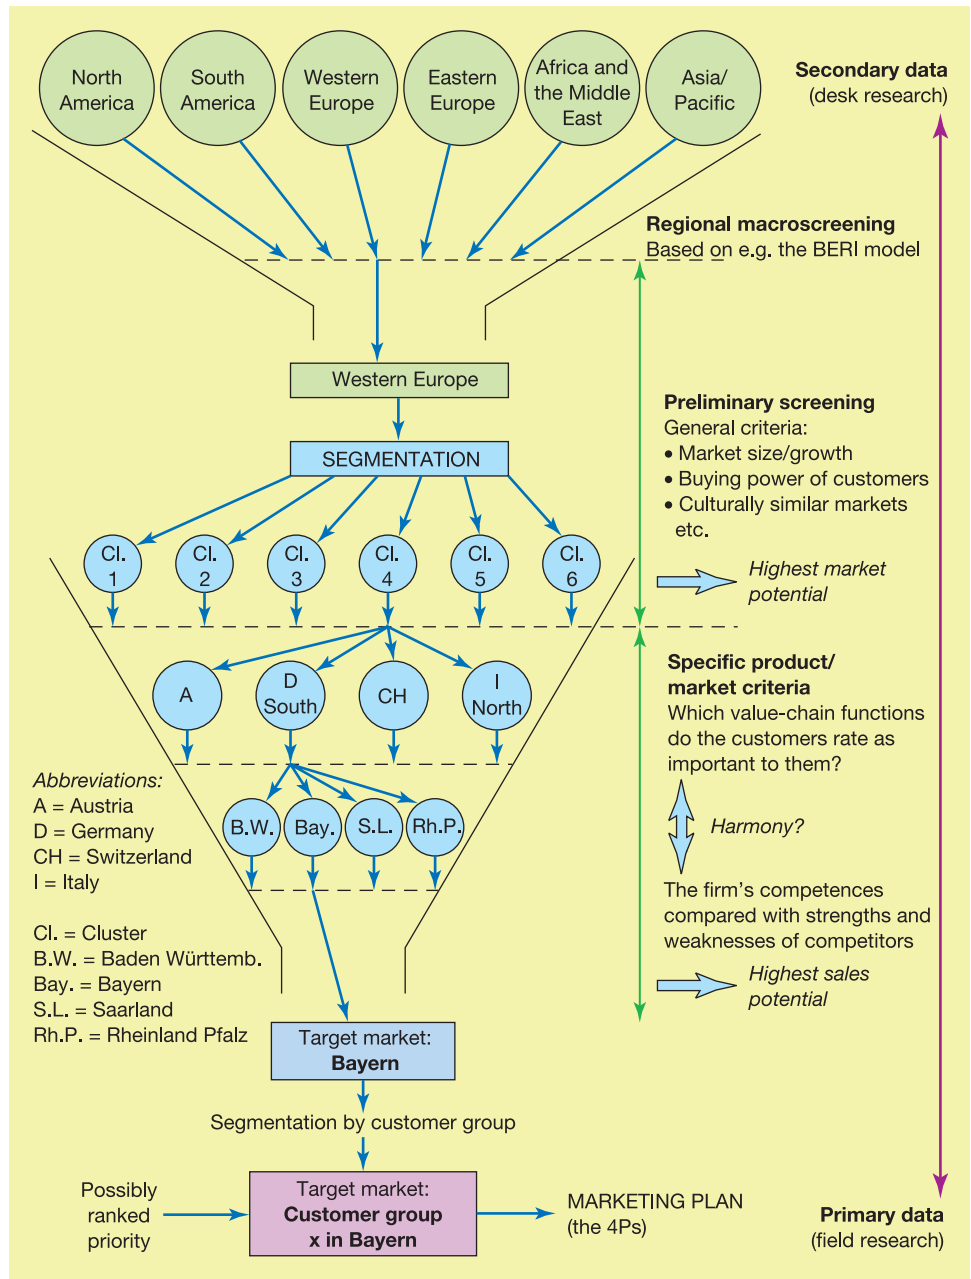 North
America
South
America
Western
Europe
Eastern
Europe
Africa and
the Middle
East
Asia/
Pacific
Secondary data
(desk research)
Regional macroscreening
Based on e.g. the BERI model
Western Europe
Preliminary screening
General criteria:
• Market size/growth
• Buying power of customers
• Culturally similar markets
etc.
SEGMENTATION
Cl.
1
Cl.
2
Cl.
3
Cl.
4
Cl.
5
Cl.
6
Highest market
potential
A
D
South
CH
I
North
Specific product/
market criteria
Which value-chain functions
do the customers rate as
important to them?
Harmony?
The firm's competences
compared with strengths and
weaknesses of competitors
Highest sales
potential
B.W.
Bay.
S.L.
Rh.P.
Abbreviations:
A = Austria
D = Germany
CH = Switzerland
I = Italy
Cl. = Cluster
B.W. = Baden Württemb.
Bay. = Bayern
S.L. = Saarland
Rh.P. = Rheinland Pfalz
Target market:
Bayern
Segmentation by customer group
Possibly
ranked
priority
Target market:
Customer group
x in Bayern
MARKETING PLAN
(the 4Ps)
Primary data
(field research)